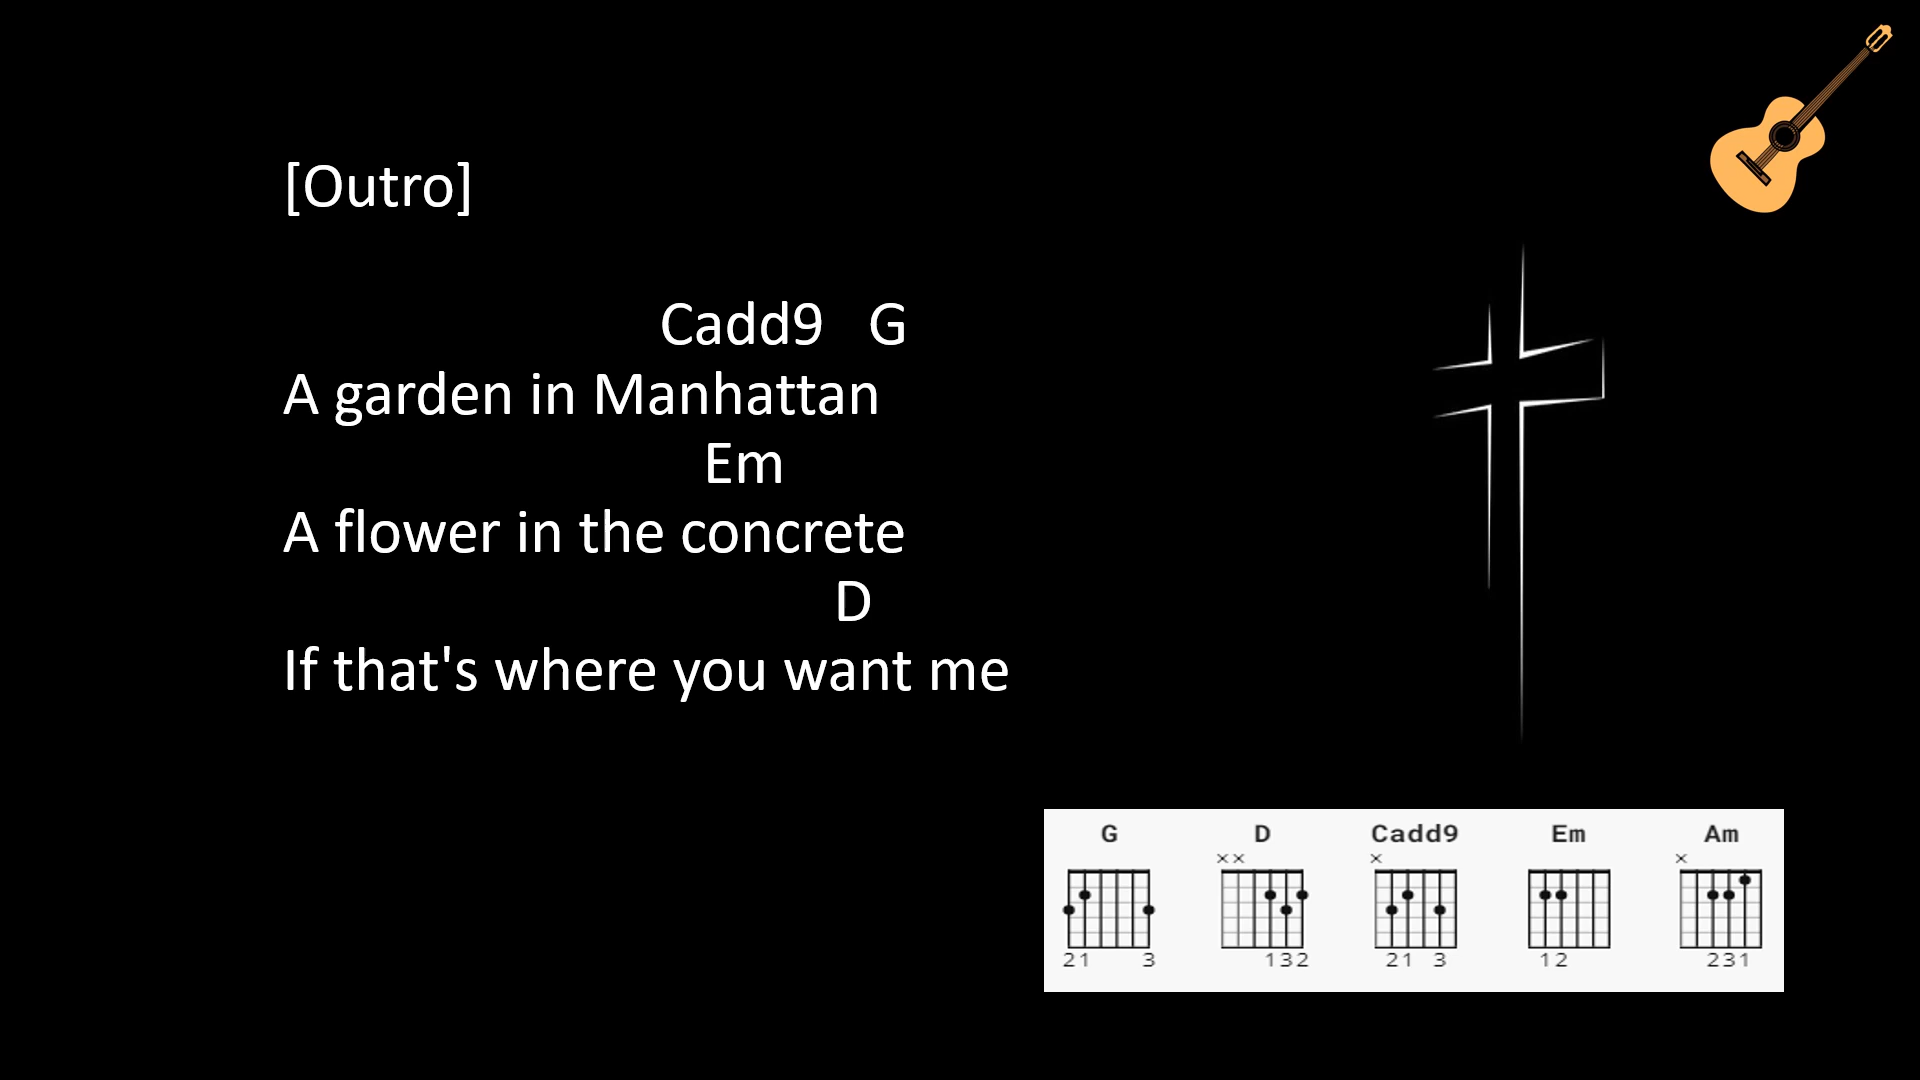 [Outro]
Cadd9 G
A garden in Manhattan
Em
A flower in the concrete
D
If that's where you want me
G D Cadd9 Em Am
×× × ×
21 3 132 21 3 12 231